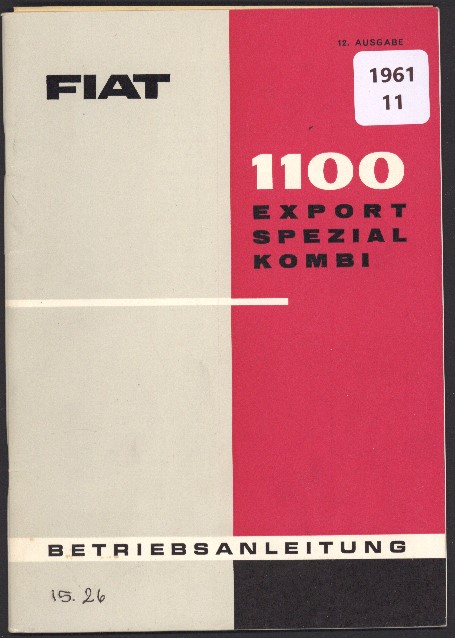 12. AUSGABE
1961
11
FIAT
1100
EXPORT
SPEZIAL
KOMBI
BETRIEBSANLEITUNG
15.26